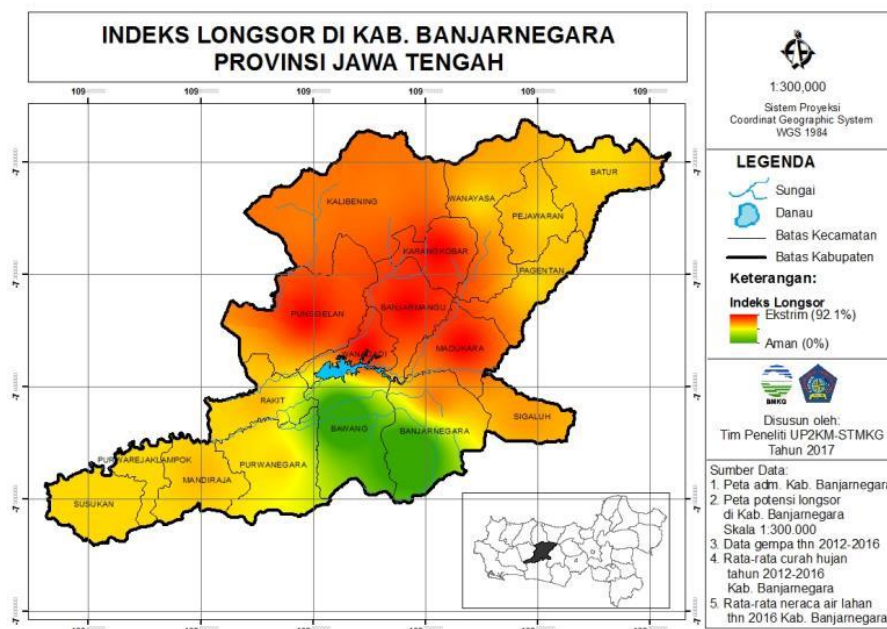 INDEKS LONGSOR DI KAB. BANJARNEGARA
PROVINSI JAWA TENGAH
1:300,000
Sistem Proyeksi
Coordinat Geographic System
WGS 1984
LEGENDA
Sungai
Danau
Batas Kecamatan
Batas Kabupaten
Keterangan:
Indeks Longsor
Ekstrim (92.1%)
Aman (0%)
BMKG
Disusun oleh:
Tim Peneliti UP2KM-STMKG
Tahun 2017
Sumber Data:
1. Peta adm. Kab. Banjarnegara
2. Peta potensi longsor
di Kab. Banjarnegara
Skala 1:300.000
3. Data gempa thn 2012-2016
4. Rata-rata curah hujan
tahun 2012-2016
Kab. Banjarnegara
5. Rata-rata neraca air lahan
thn 2016 Kab. Banjarnegara
BATUR
KALIBENING
WANAYASA
PEJAWARAN
KARANGKOBAR
PAGENTAN
PUNGGELAN
BANJARMANGU
MADUKARA
WANADADI
RAKIT
SIGALUH
BAWANG
BANJARNEGARA
PURWAREJAKLAMPOK
PURWANEGARA
MANDIRAJA
SUSUKAN